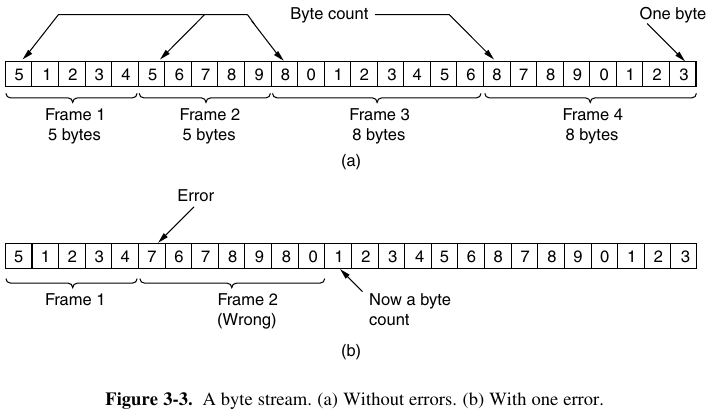 Byte count One byte
5 1 2 3 4 5 6 7 8 9 8 0 1 2 3 4 5 6 8 7 8 9 0 1 2 3
Frame 1 Frame 2 Frame 3 Frame 4
5 bytes 5 bytes 8 bytes 8 bytes
(a)
Error
5 1 2 3 4 7 6 7 8 9 8 0 1 2 3 4 5 6 8 7 8 9 0 1 2 3
Frame 1 Frame 2 Now a byte
(Wrong) count
(b)
Figure 3-3. A byte stream. (a) Without errors. (b) With one error.